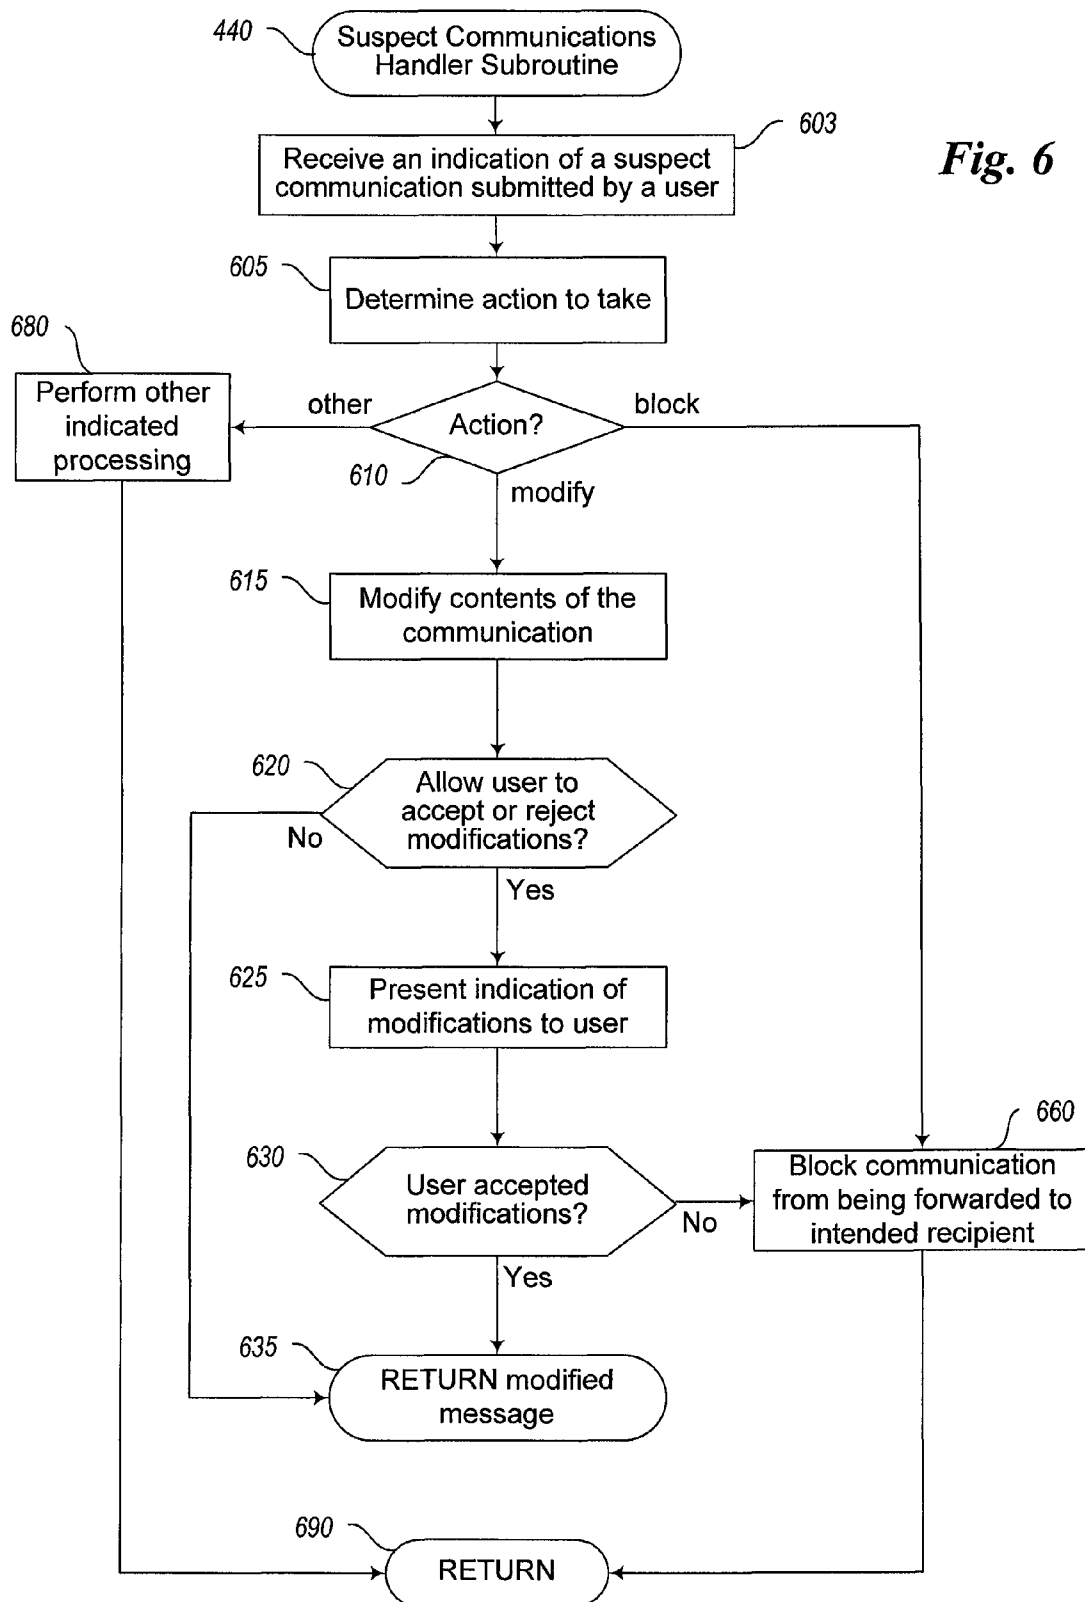 440
Suspect Communications
Handler Subroutine
603
Fig. 6
Receive an indication of a suspect
communication submitted by a user
605
Determine action to take
680
Perform other
indicated
processing
other
Action?
block
610
modify
615
Modify contents of the
communication
620
Allow user to
accept or reject
modifications?
No
Yes
625
Present indication of
modifications to user
660
630
User accepted
modifications?
No
Block communication
from being forwarded to
intended recipient
Yes
635
RETURN modified
message
690
RETURN